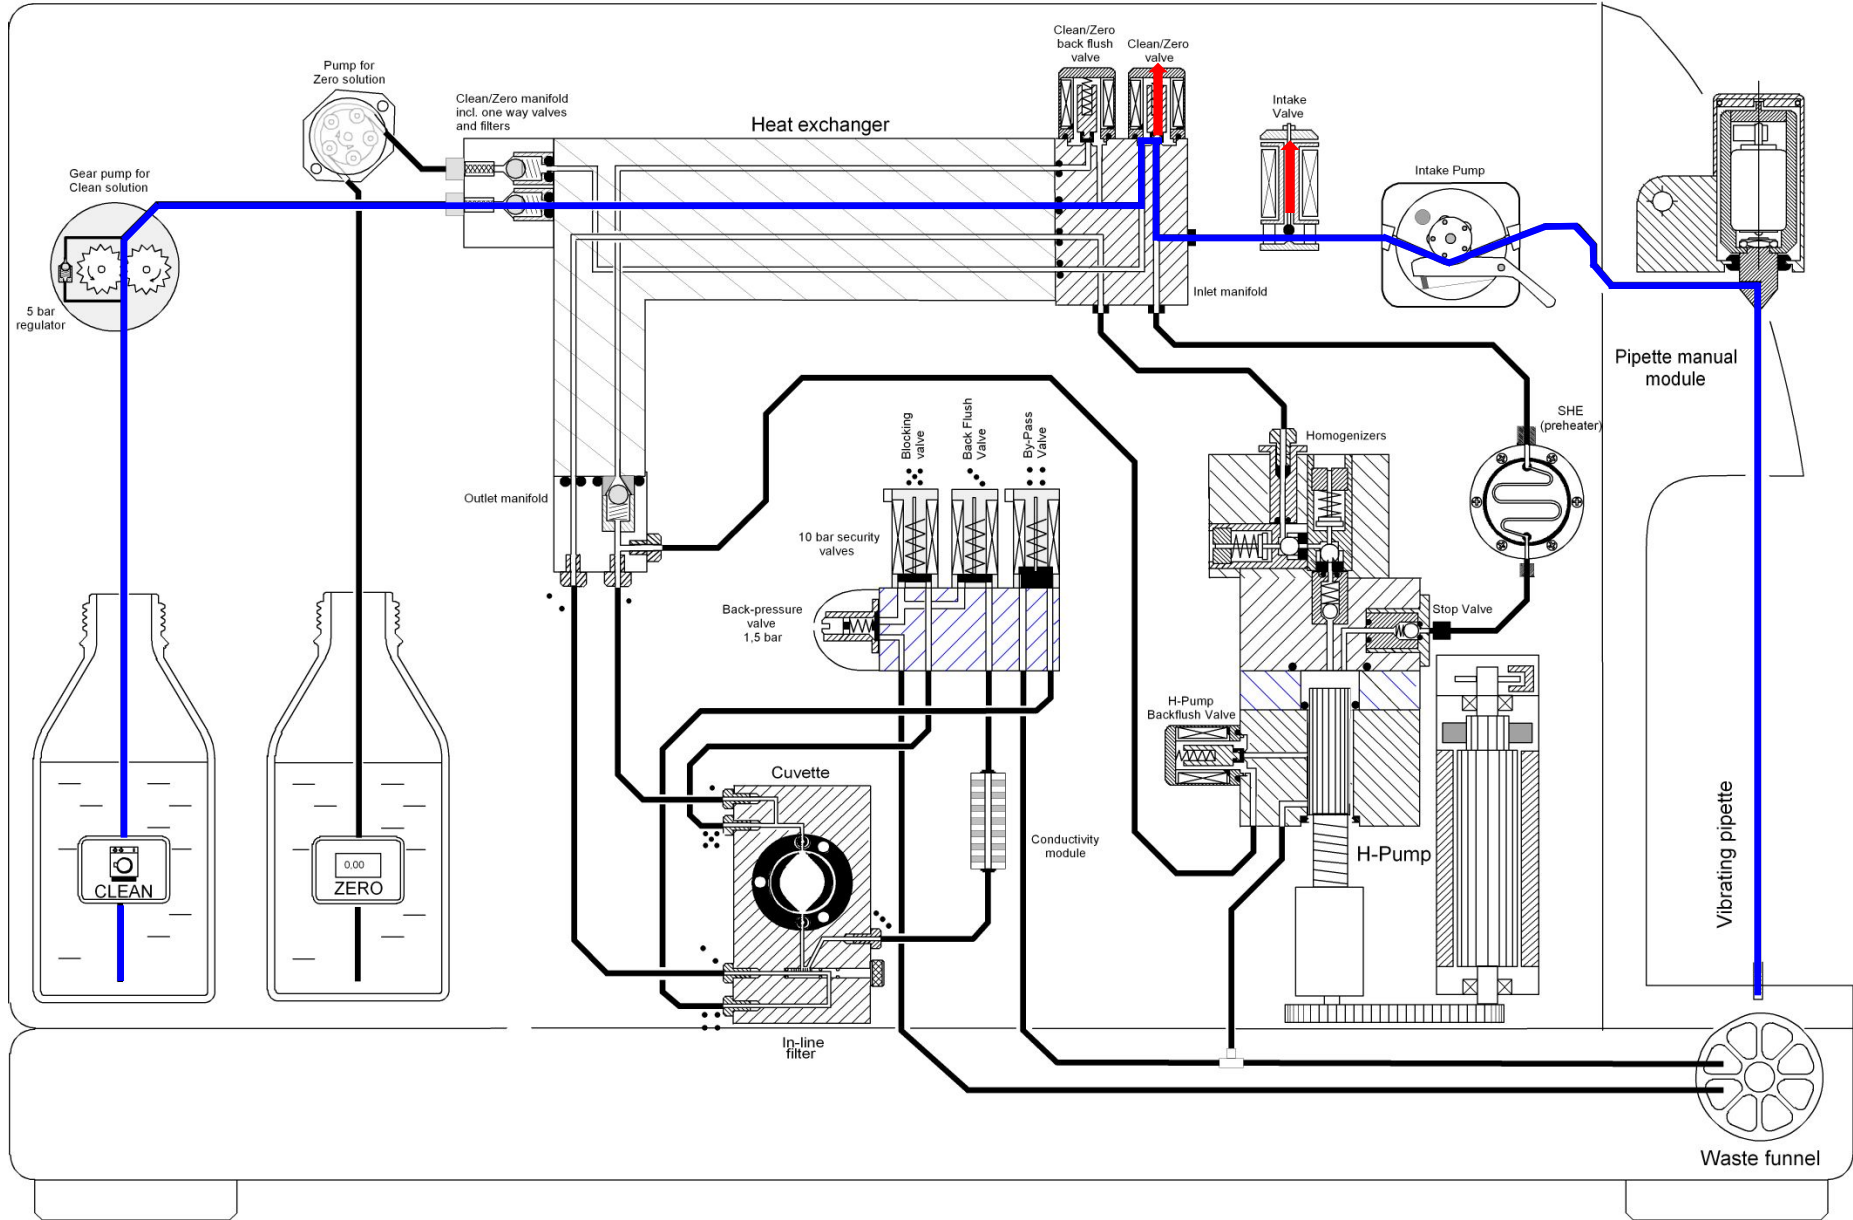 Clean/Zero
back flush
valve
Clean/Zero
valve
Pump for
Zero solution
Clean/Zero manifold
incl. one way valves
and filters
Heat exchanger
Intake
Valve
Gear pump for
Clean solution
Intake Pump
5 bar
regulator
Inlet manifold
Pipette manual
module
SHE
(preheater)
Blocking
valve
Back Flush
Valve
By-Pass
Valve
Homogenizers
Outlet manifold
10 bar security
valves
Back-pressure
valve
1,5 bar
Stop Valve
H-Pump
Backflush Valve
Cuvette
Conductivity
module
H-Pump
Vibrating pipette
CLEAN
0,00
ZERO
In-line
filter
Waste funnel